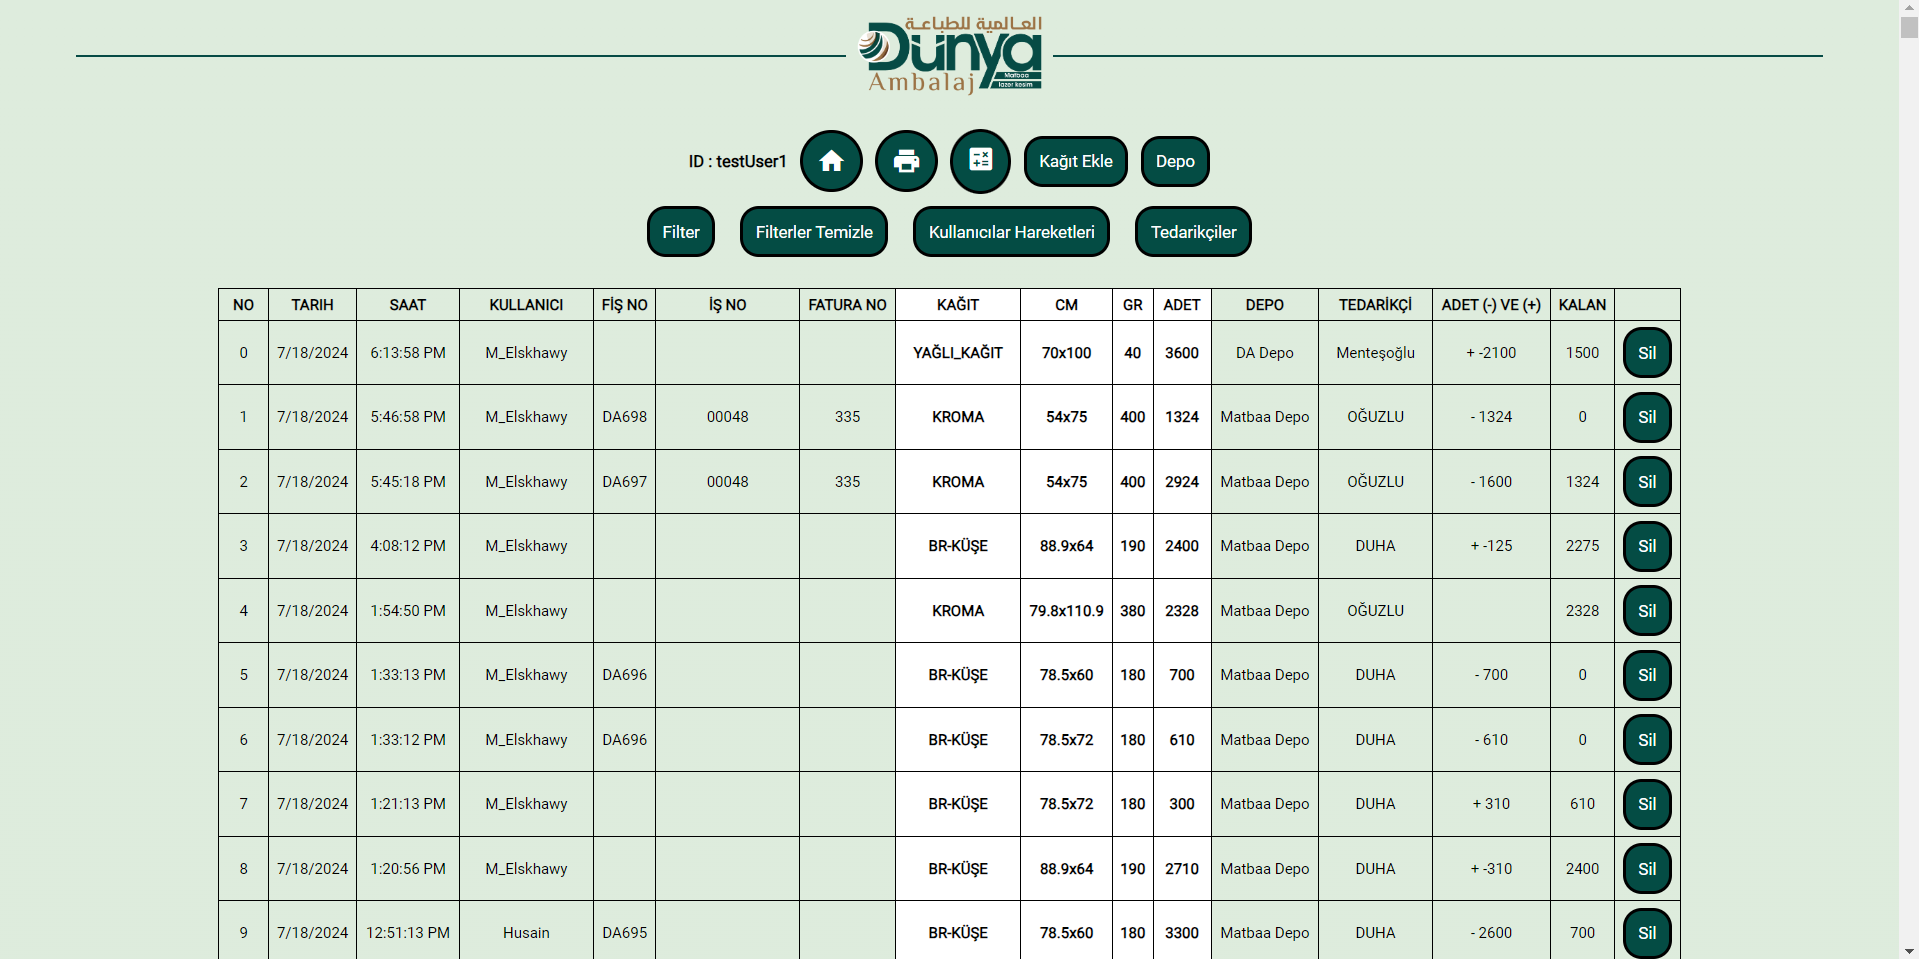 العالمية للطباعة
Dünya
Ambalaj
Matbaa
lazer kesim
ID : testUser1 Kağıt Ekle Depo
Filter Filterler Temizle Kullanıcılar Hareketleri Tedarikçiler
NO TARIH SAAT KULLANICI FİŞ NO İŞ NO FATURA NO KAĞIT CM GR ADET DEPO TEDARİKÇİ ADET (-) VE (+) KALAN
0 7/18/2024 6:13:58 PM M_Elskhawy YAĞLI_KAĞIT 70x100 40 3600 DA Depo Menteşoğlu + -2100 1500 Sil
1 7/18/2024 5:46:58 PM M_Elskhawy DA698 00048 335 KROMA 54x75 400 1324 Matbaa Depo OĞUZLU - 1324 0 Sil
2 7/18/2024 5:45:18 PM M_Elskhawy DA697 00048 335 KROMA 54x75 400 2924 Matbaa Depo OĞUZLU - 1600 1324 Sil
3 7/18/2024 4:08:12 PM M_Elskhawy BR-KÜŞE 88.9x64 190 2400 Matbaa Depo DUHA + -125 2275 Sil
4 7/18/2024 1:54:50 PM M_Elskhawy KROMA 79.8x110.9 380 2328 Matbaa Depo OĞUZLU 2328 Sil
5 7/18/2024 1:33:13 PM M_Elskhawy DA696 BR-KÜŞE 78.5x60 180 700 Matbaa Depo DUHA - 700 0 Sil
6 7/18/2024 1:33:12 PM M_Elskhawy DA696 BR-KÜŞE 78.5x72 180 610 Matbaa Depo DUHA - 610 0 Sil
7 7/18/2024 1:21:13 PM M_Elskhawy BR-KÜŞE 78.5x72 180 300 Matbaa Depo DUHA + 310 610 Sil
8 7/18/2024 1:20:56 PM M_Elskhawy BR-KÜŞE 88.9x64 190 2710 Matbaa Depo DUHA + -310 2400 Sil
9 7/18/2024 12:51:13 PM Husain DA695 BR-KÜŞE 78.5x60 180 3300 Matbaa Depo DUHA - 2600 700 Sil